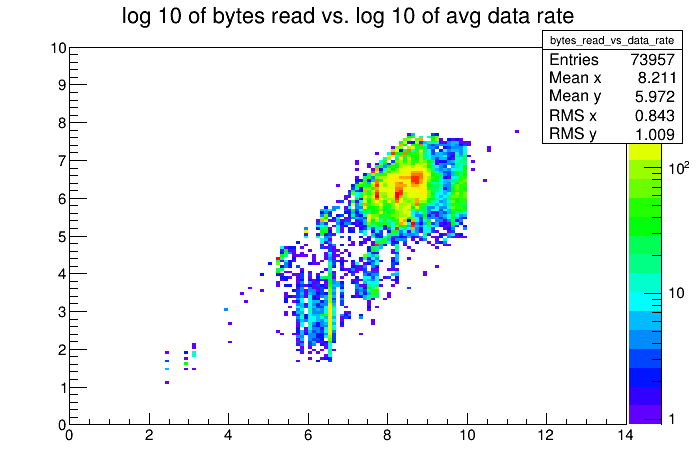 log 10 of bytes read vs. log 10 of avg data rate
bytes_read_vs_data_rate
Entries 73957
Mean x 8.211
Mean y 5.972
RMS x 0.843
RMS y 1.009
10
9
8
7
6
5
4
3
2
1
0
0 2 4 6 8 10 12 14
10²
10
1